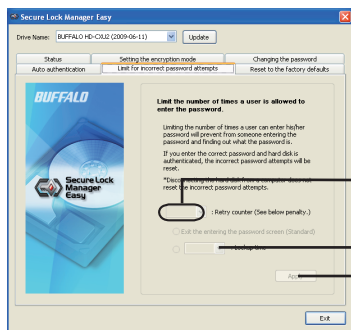 Secure Lock Manager Easy
Drive Name: BUFFALO HD-CXU2 (2009-06-11) Update
Status Setting the encryption mode Changing the password
Auto authentication Limit for incorrect password attempts Reset to the factory defaults
BUFFALO
Secure Lock
Manager
Easy
Limit the number of times a user is allowed to
enter the password.
Limiting the number of times a user can enter his/her
password will prevent from someone entering the
password and finding out what the password is.
If you enter the correct password and hard disk is
authenticated, the incorrect password attempts will be
reset.
*Disconnecting the hard disk from a computer does not
reset the incorrect password attempts.
: Retry counter (See below penalty.)
Exit the entering the password screen (Standard)
: Lockup time
Apply
Exit